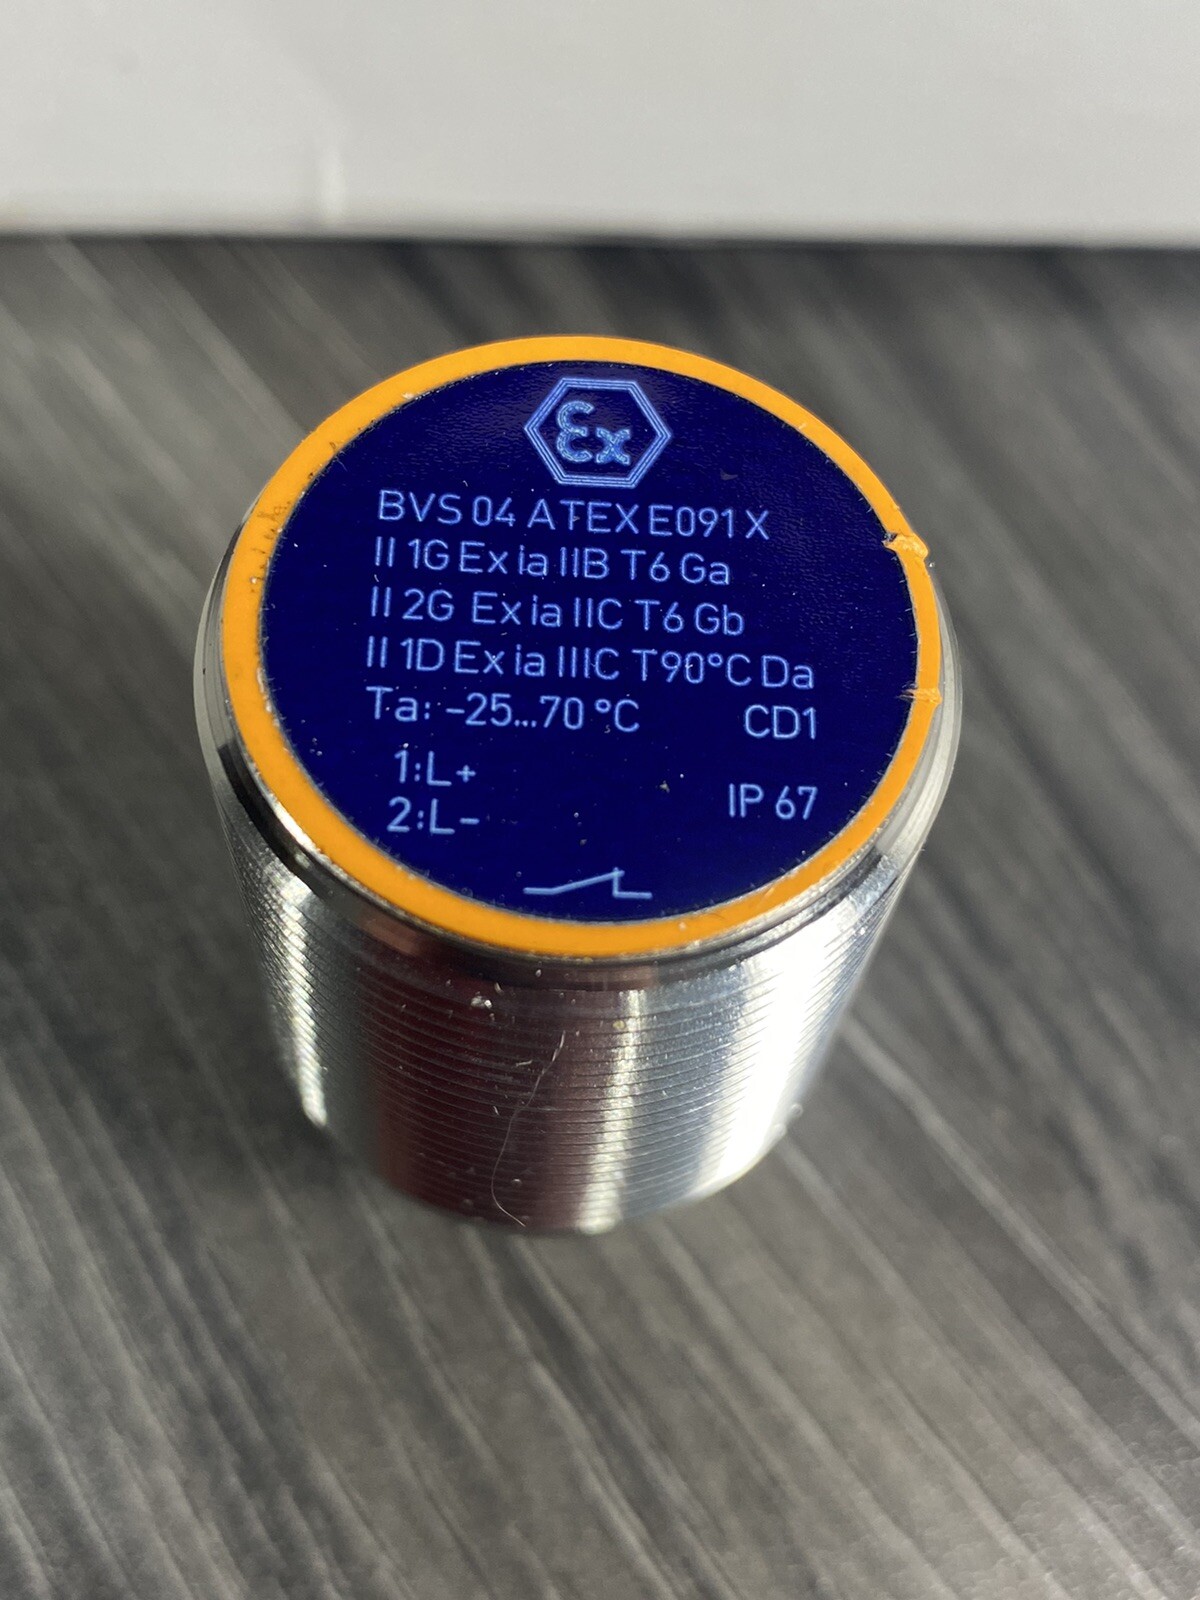 Ex
BVS 04 ATEX E091 X
II 1G Ex ia IIB T6 Ga
II 2G Ex ia IIC T6 Gb
II 1D Ex ia IIIC T90°C Da
Ta: -25...70 °C CD1
1:L+
2:L- IP 67